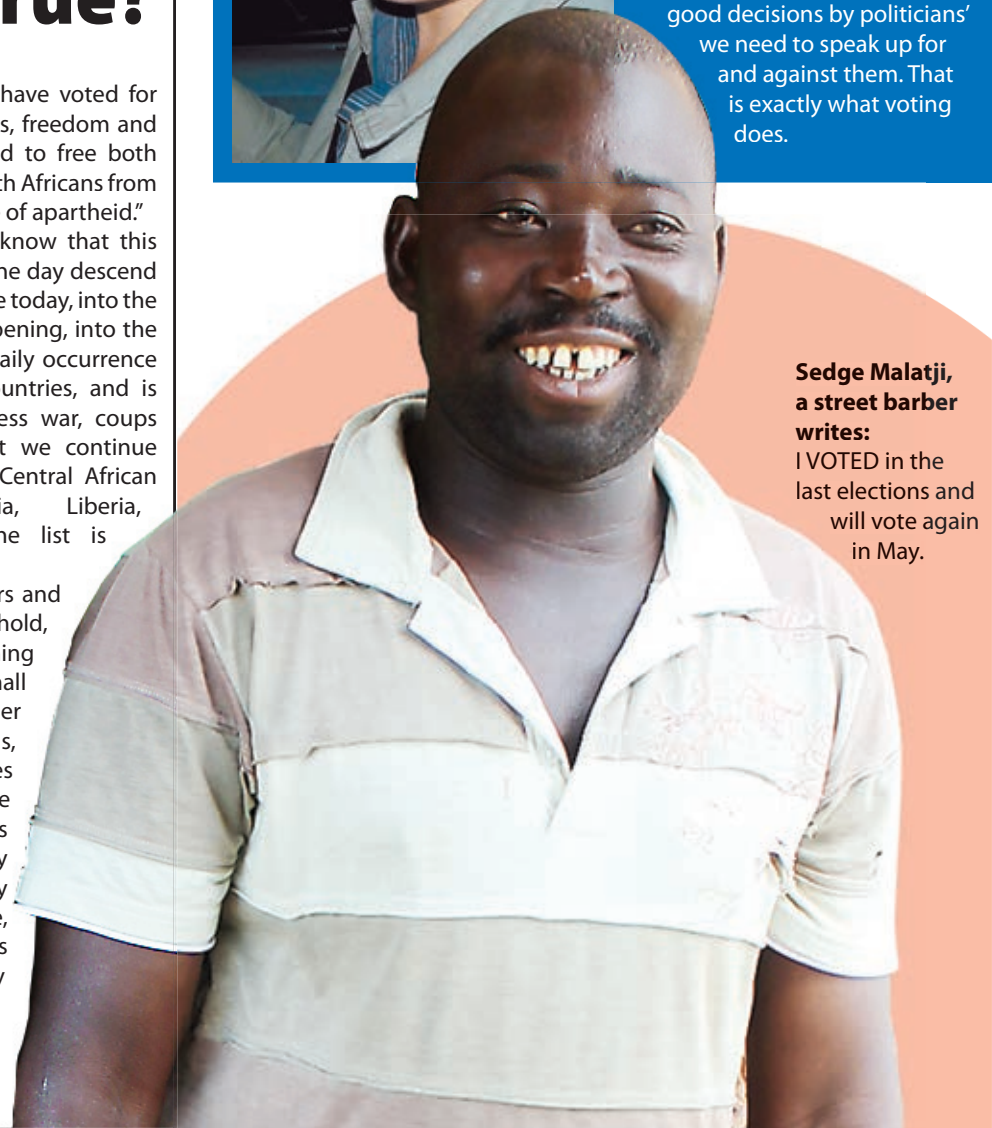 rue?
have voted for
s, freedom and
d to free both
th Africans from
of apartheid."
know that this
ne day descend
e today, into the
pening, into the
aily occurrence
ountries, and is
ess war, coups
t we continue
Central African
ia, Liberia,
he list is
rs and
hold,
ing
all
er
s,
es
e
s
y
y
e,
s
y
good decisions by politicians'
we need to speak up for
and against them. That
is exactly what voting
does.
Sedge Malatji,
a street barber
writes:
I VOTED in the
last elections and
will vote again
in May.